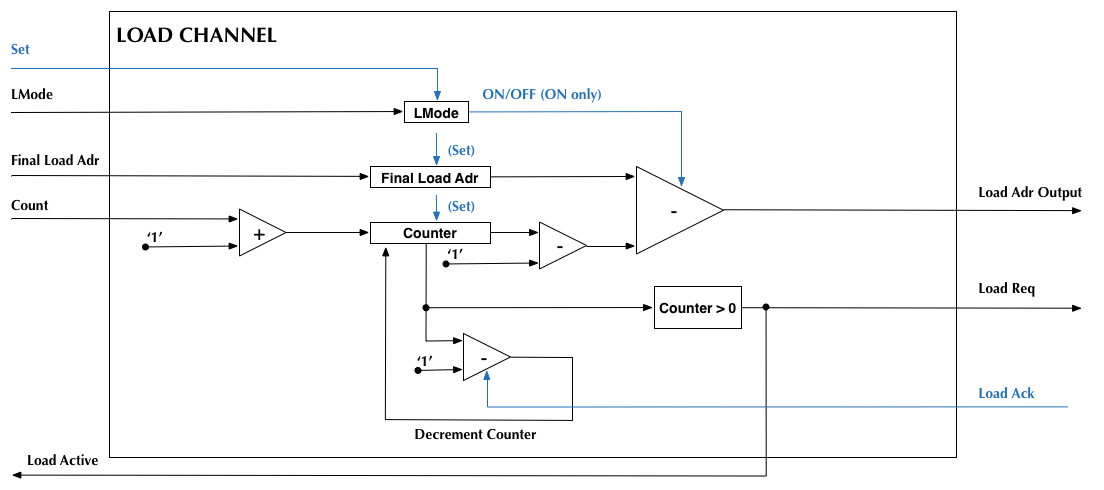 LOAD CHANNEL
Set
LMode
ON/OFF (ON only)
LMode
(Set)
Final Load Adr
Final Load Adr
Load Adr Output
Count
(Set)
-
'1'
+
Counter
-
'1'
Load Req
Counter > 0
'1'
-
Load Ack
Decrement Counter
Load Active